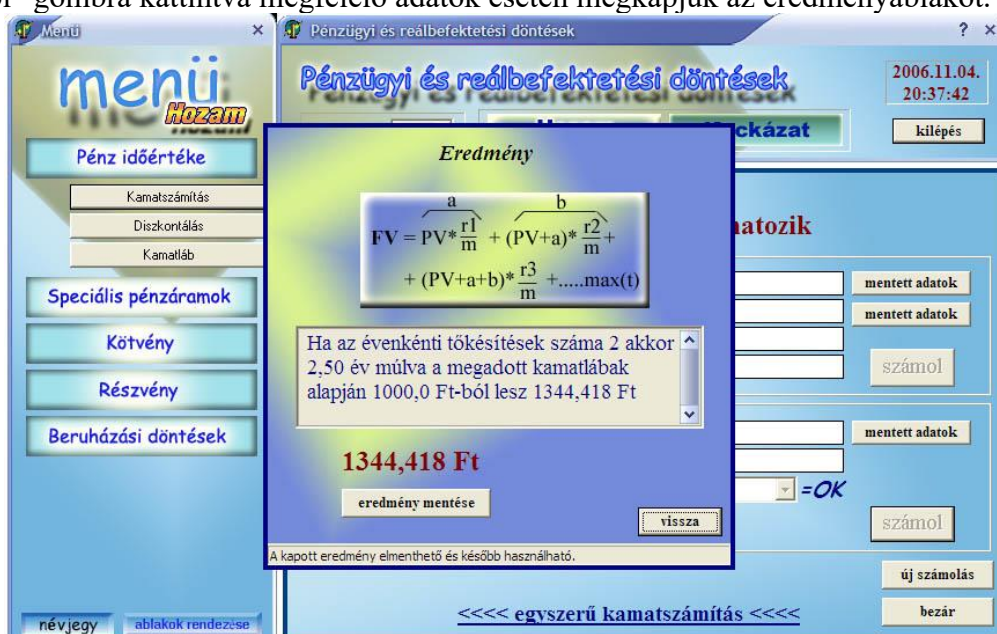 gombra kattintva megfelelő adatok esetén megkapjuk az eredményablakot.
Menü
menü
Hozam
Pénz időértéke
Kamatszámítás
Diszkontálás
Kamatláb
Speciális pénzáramok
Kötvény
Részvény
Beruházási döntések
névjegy
ablakok rendezése
Pénzügyi és reálbefektetési döntések
Pénzügyi és reálbefektetési döntések
2006.11.04.
20:37:42
kilépés
Eredmény
a b
FV = PV* r1/m + (PV+a)* r2/m +
+ (PV+a+b)* r3/m +.....max(t)
Ha az évenkénti tőkésítések száma 2 akkor
2,50 év múlva a megadott kamatlábak
alapján 1000,0 Ft-ból lesz 1344,418 Ft
1344,418 Ft
eredmény mentése
vissza
A kapott eredmény elmenthető és később használható.
mentett adatok
mentett adatok
számol
mentett adatok
=OK
számol
új számolás
<<<< egyszerű kamatszámítás <<<<
bezár